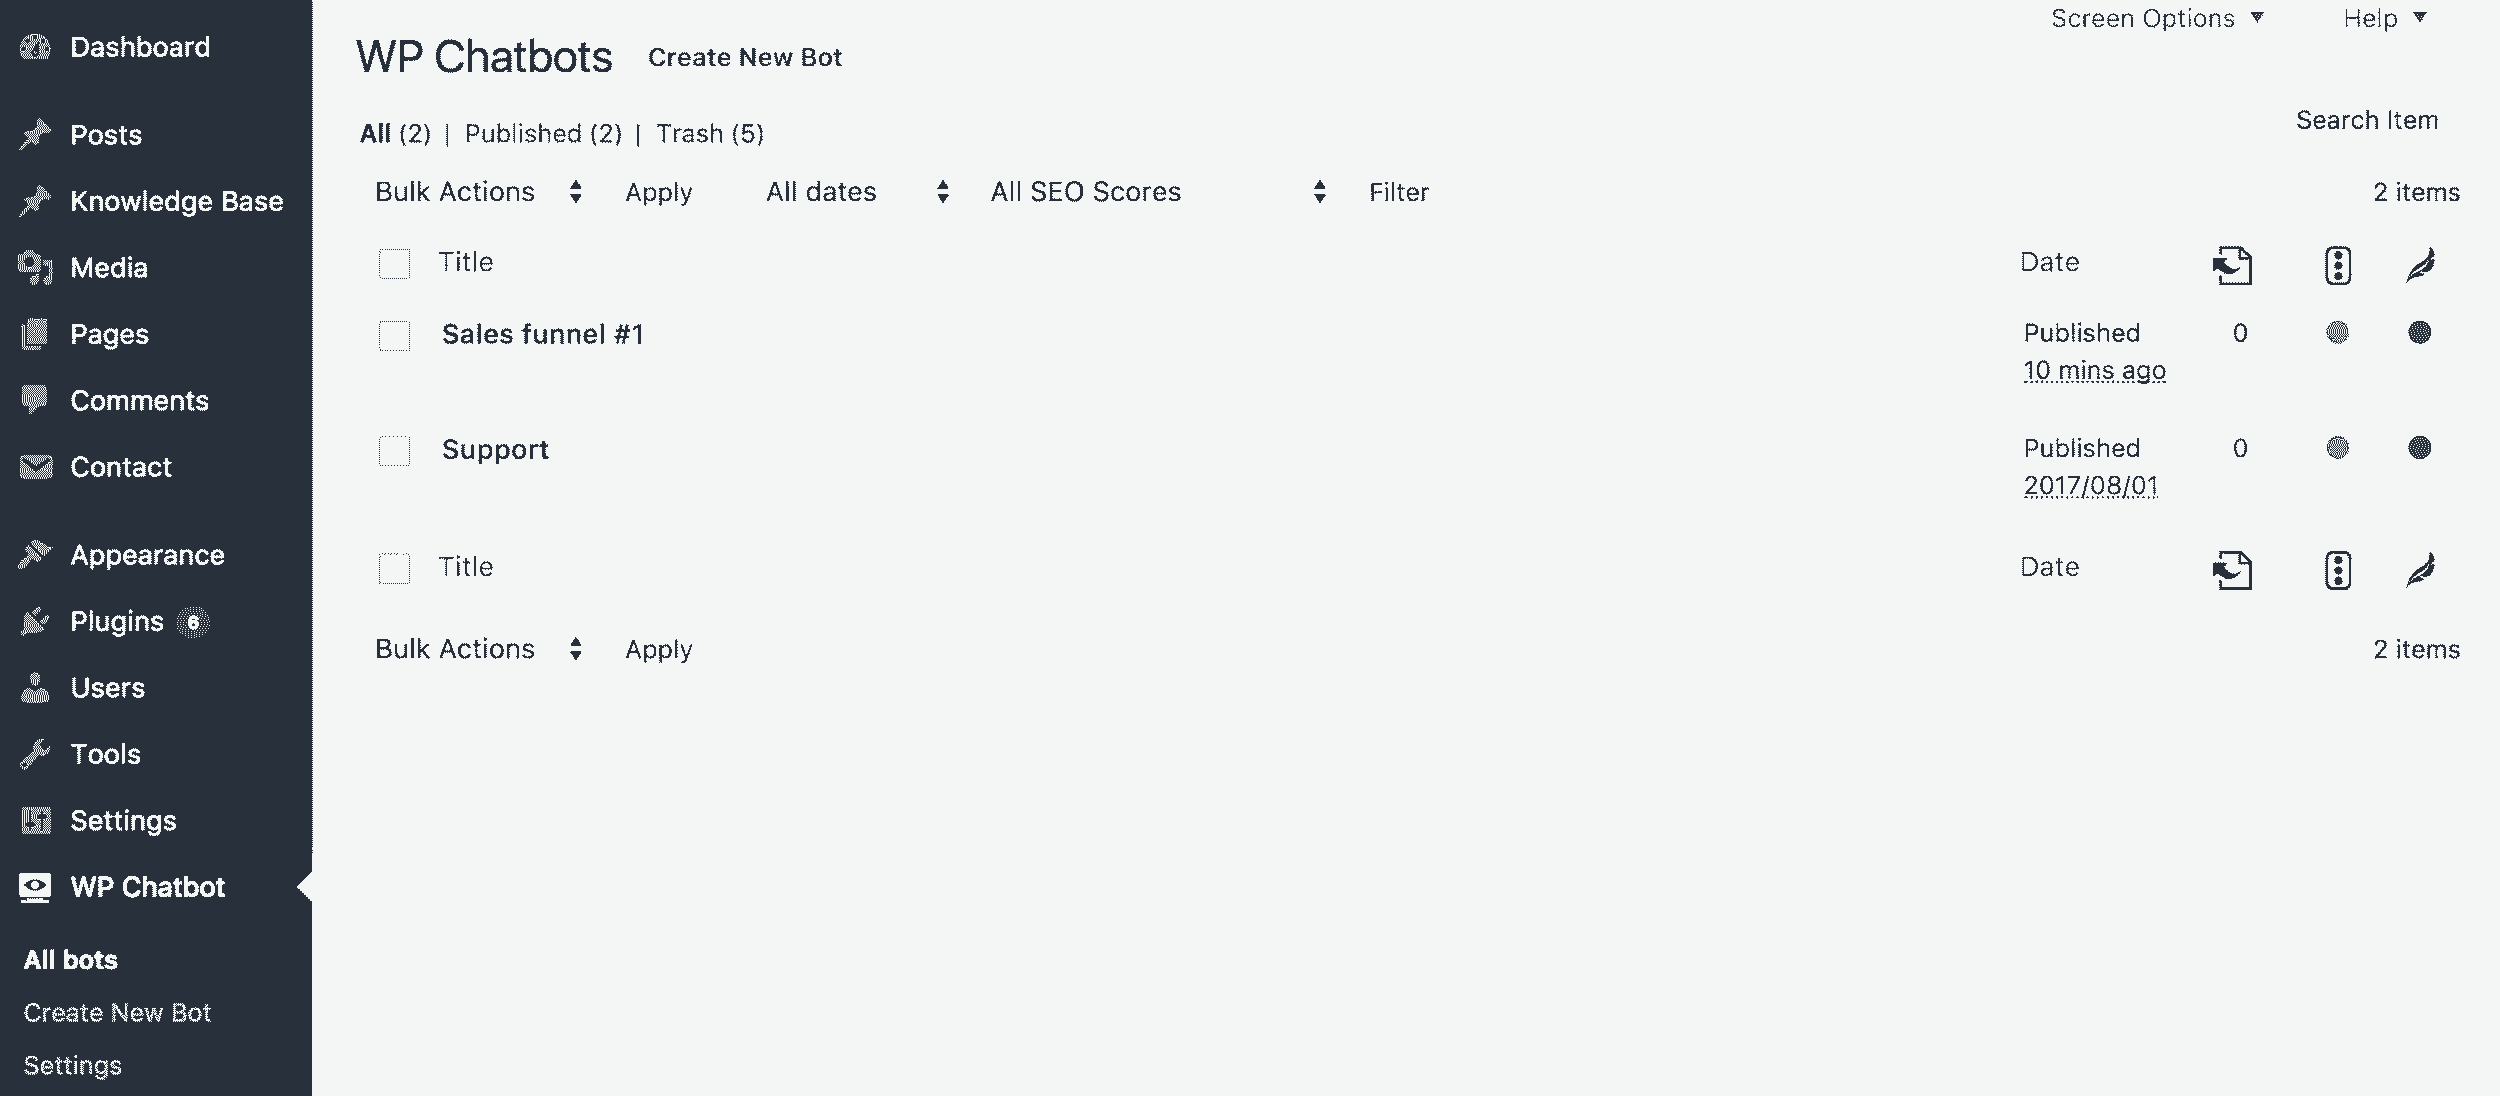 Dashboard
Posts
Knowledge Base
Media
Pages
Comments
Contact
Appearance
Plugins 6
Users
Tools
Settings
WP Chatbot
All bots
Create New Bot
Settings
Screen Options Help
WP Chatbots Create New Bot
All (2) | Published (2) | Trash (5)
Search Item
Bulk Actions Apply All dates All SEO Scores Filter 2 items
Title Date
Sales funnel #1 Published 0
10 mins ago
Support Published 0
2017/08/01
Title Date
Bulk Actions Apply 2 items